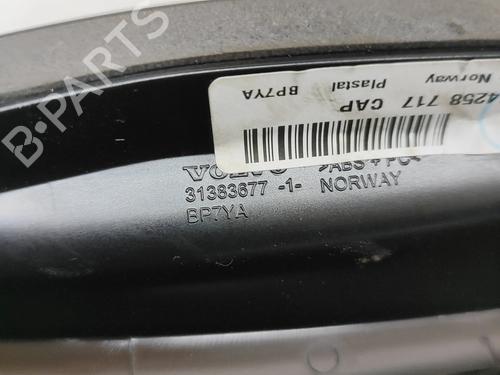 B-PARTS
4258 717 CAP
Norway Plastal BP7YA
VOLVO >ABS+PC<
31383677 -1- NORWAY
BP7YA